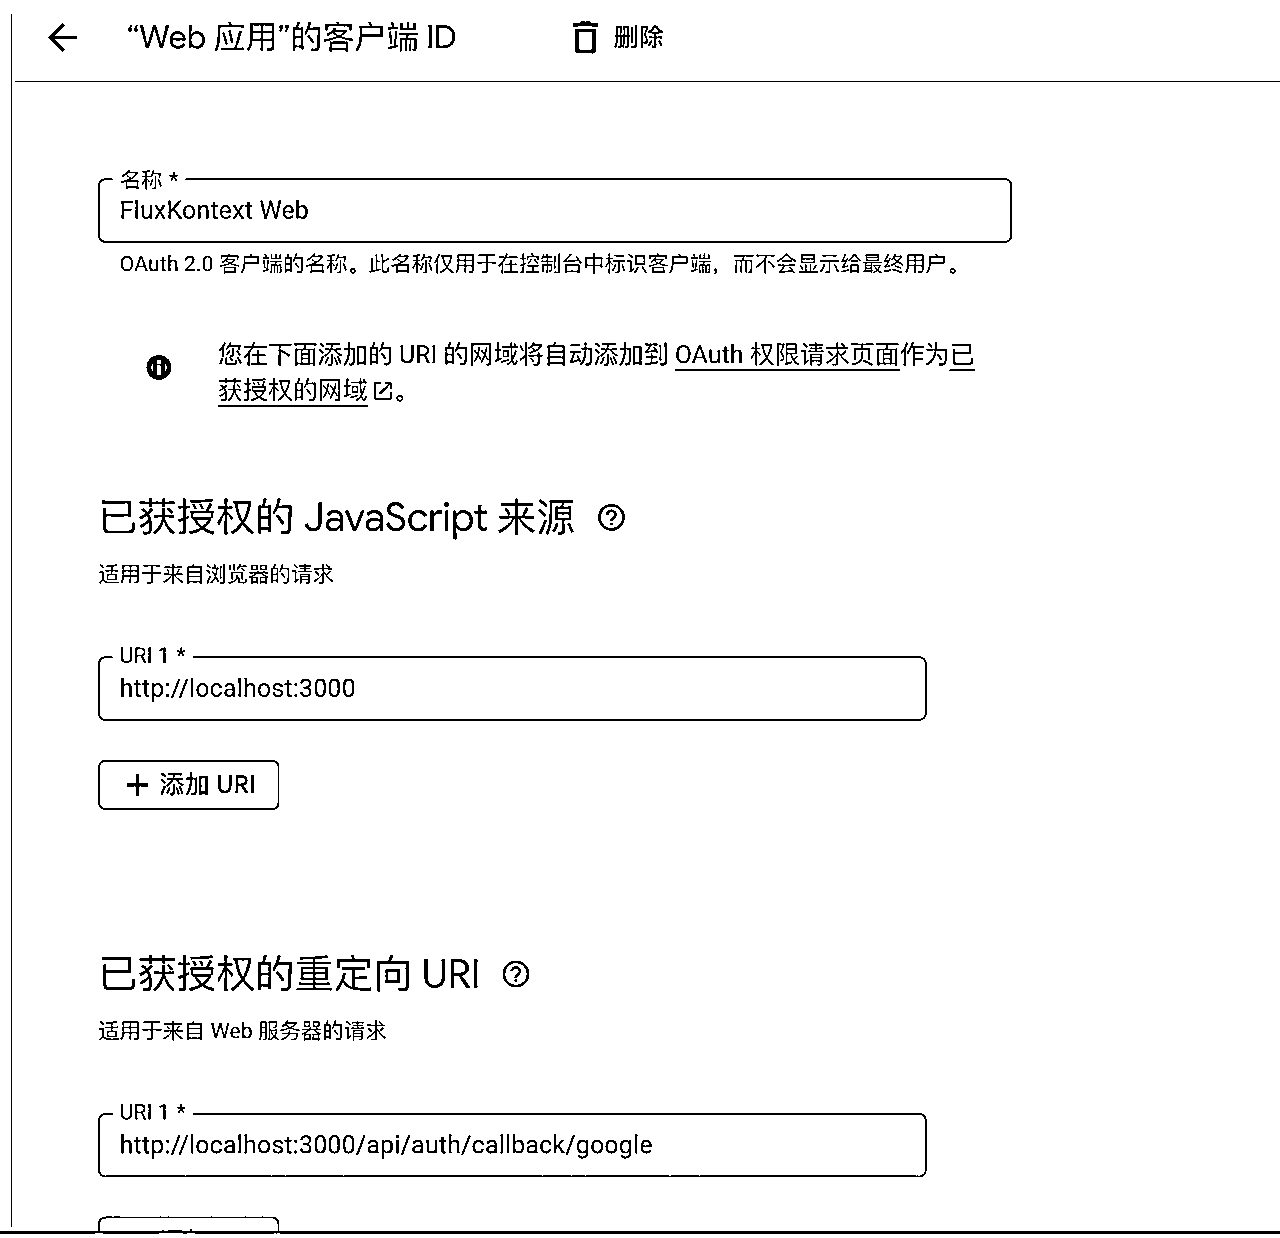 “Web 应用”的客户端 ID
删除
名称 *
FluxKontext Web
OAuth 2.0 客户端的名称。此名称仅用于在控制台中标识客户端，而不会显示给最终用户。
您在下面添加的 URI 的网域将自动添加到 OAuth 权限请求页面作为已
获授权的网域。
已获授权的 JavaScript 来源
适用于来自浏览器的请求
URI 1 *
http://localhost:3000
添加 URI
已获授权的重定向 URI
适用于来自 Web 服务器的请求
URI 1 *
http://localhost:3000/api/auth/callback/google